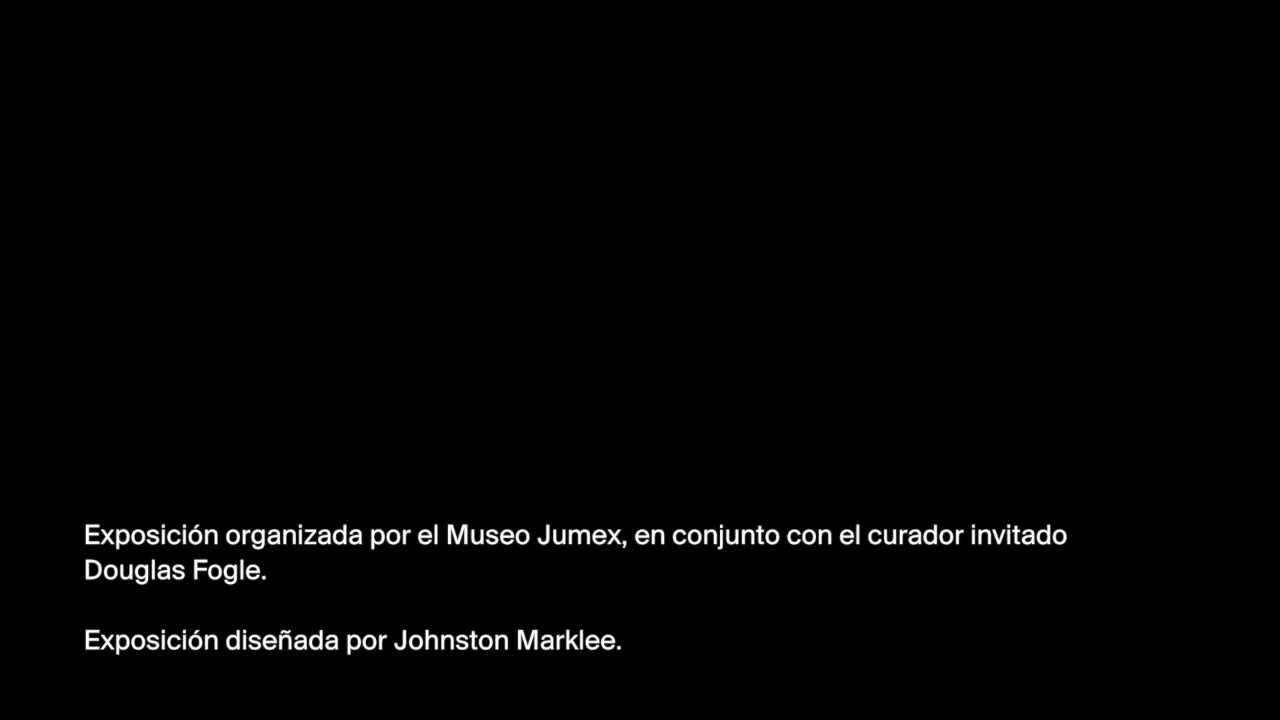 Exposición organizada por el Museo Jumex, en conjunto con el curador invitado
Douglas Fogle.
Exposición diseñada por Johnston Marklee.